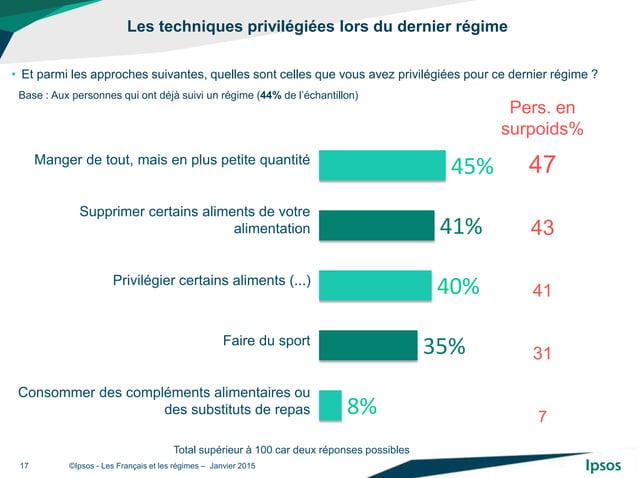 Les techniques privilégiées lors du dernier régime
• Et parmi les approches suivantes, quelles sont celles que vous avez privilégiées pour ce dernier régime ?
Base : Aux personnes qui ont déjà suivi un régime (44% de l'échantillon)
Pers. en
surpoids%
Manger de tout, mais en plus petite quantité 45% 47
Supprimer certains aliments de votre
alimentation 41% 43
Privilégier certains aliments (...) 40% 41
Faire du sport 35% 31
Consommer des compléments alimentaires ou
des substituts de repas 8% 7
Total supérieur à 100 car deux réponses possibles
17 ©Ipsos - Les Français et les régimes – Janvier 2015 Ipsos